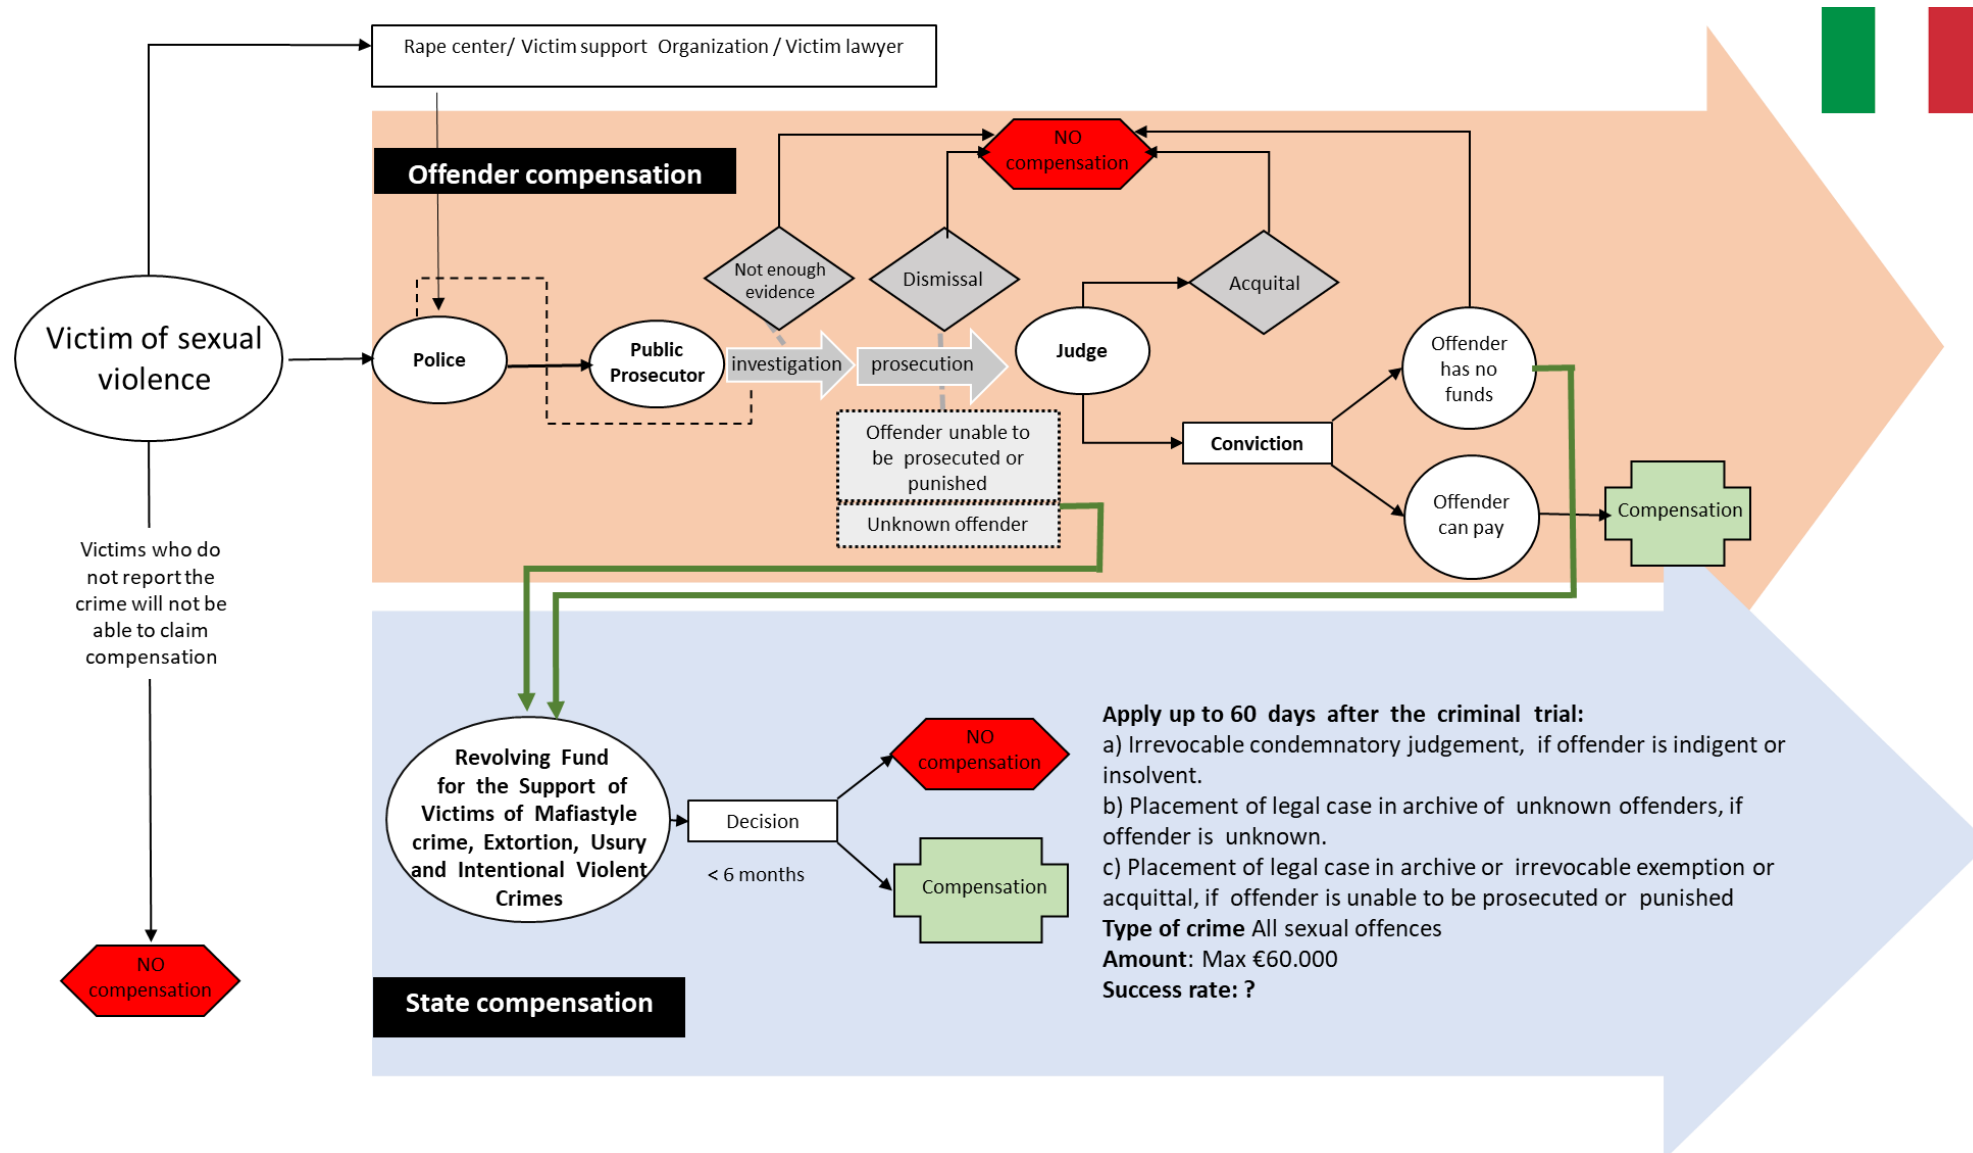 Rape center/ Victim support Organization / Victim lawyer
NO
compensation
Offender compensation
Not enough
evidence
Dismissal
Acquital
Victim of sexual
violence
Police
Public
Prosecutor
investigation
prosecution
Judge
Offender
has no
funds
Offender unable to
be prosecuted or
punished
Unknown offender
Conviction
Offender
can pay
Compensation
Victims who do
not report the
crime will not be
able to claim
compensation
NO
compensation
Revolving Fund
for the Support of
Victims of Mafiastyle
crime, Extortion, Usury
and Intentional Violent
Crimes
Decision
< 6 months
NO
compensation
Compensation
Apply up to 60 days after the criminal trial:
a) Irrevocable condemnatory judgement, if offender is indigent or
insolvent.
b) Placement of legal case in archive of unknown offenders, if
offender is unknown.
c) Placement of legal case in archive or irrevocable exemption or
acquittal, if offender is unable to be prosecuted or punished
Type of crime All sexual offences
Amount: Max €60.000
Success rate: ?
State compensation